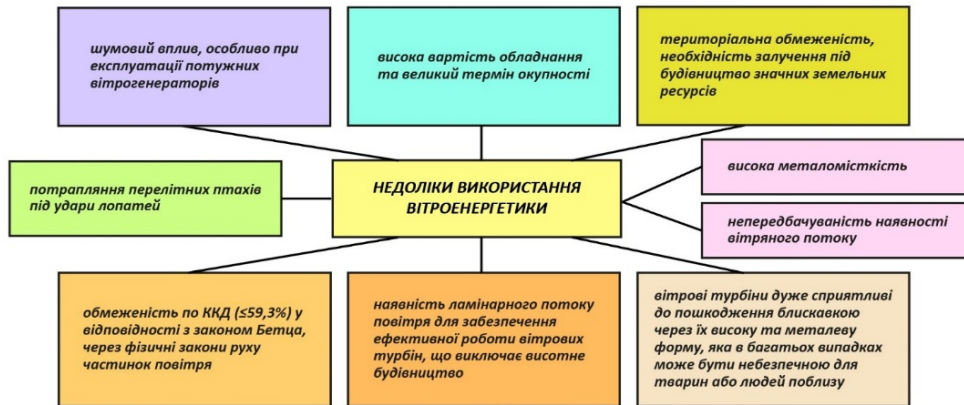 шумовий вплив, особливо при
експлуатації потужних
вітрогенераторів
висока вартість обладнання
та великий термін окупності
територіальна обмеженість,
необхідність залучення під
будівництво значних земельних
ресурсів
потрапляння перелітних птахів
під удари лопатей
НЕДОЛІКИ ВИКОРИСТАННЯ
ВІТРОЕНЕРГЕТИКИ
висока металомісткість
непередбачуваність наявності
вітряного потоку
обмеженість по ККД (≤59,3%) у
відповідності з законом Бетца,
через фізичні закони руху
частинок повітря
наявність ламінарного потоку
повітря для забезпечення
ефективної роботи вітрових
турбін, що виключає висотне
будівництво
вітрові турбіни дуже сприятливі
до пошкодження блискавкою
через їх високу та металеву
форму, яка в багатьох випадках
може бути небезпечною для
тварин або людей поблизу